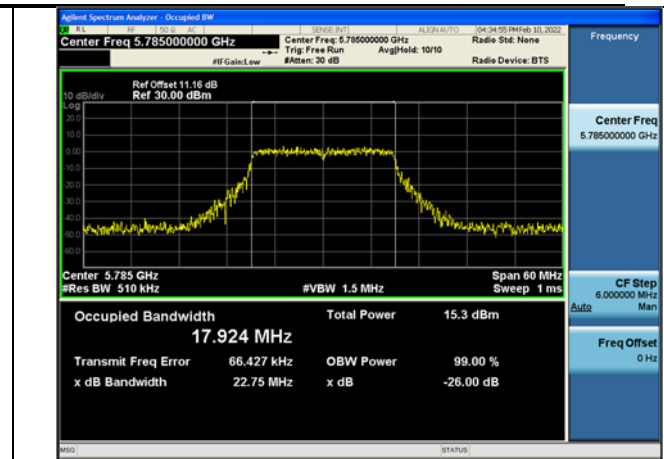 Agilent Spectrum Analyzer - Occupied BW
RL RF 50 Ω AC SENSE:INT ALIGN AUTO 04:34:55 PM Feb 10, 2022
Center Freq 5.785000000 GHz
Center Freq: 5.785000000 GHz
Radio Std: None
Trig: Free Run Avg|Hold: 10/10
#IFGain:Low #Atten: 30 dB Radio Device: BTS
Ref Offset 11.16 dB
10 dB/div Ref 30.00 dBm
Log
20.0
10.0
0.00
-10.0
-20.0
-30.0
-40.0
-50.0
-60.0
Center 5.785 GHz Span 60 MHz
#Res BW 510 kHz #VBW 1.5 MHz Sweep 1 ms
Occupied Bandwidth Total Power 15.3 dBm
17.924 MHz
Transmit Freq Error 66.427 kHz OBW Power 99.00 %
x dB Bandwidth 22.75 MHz x dB -26.00 dB
MSG STATUS
Frequency
Center Freq
5.785000000 GHz
CF Step
6.000000 MHz
Auto Man
Freq Offset
0 Hz